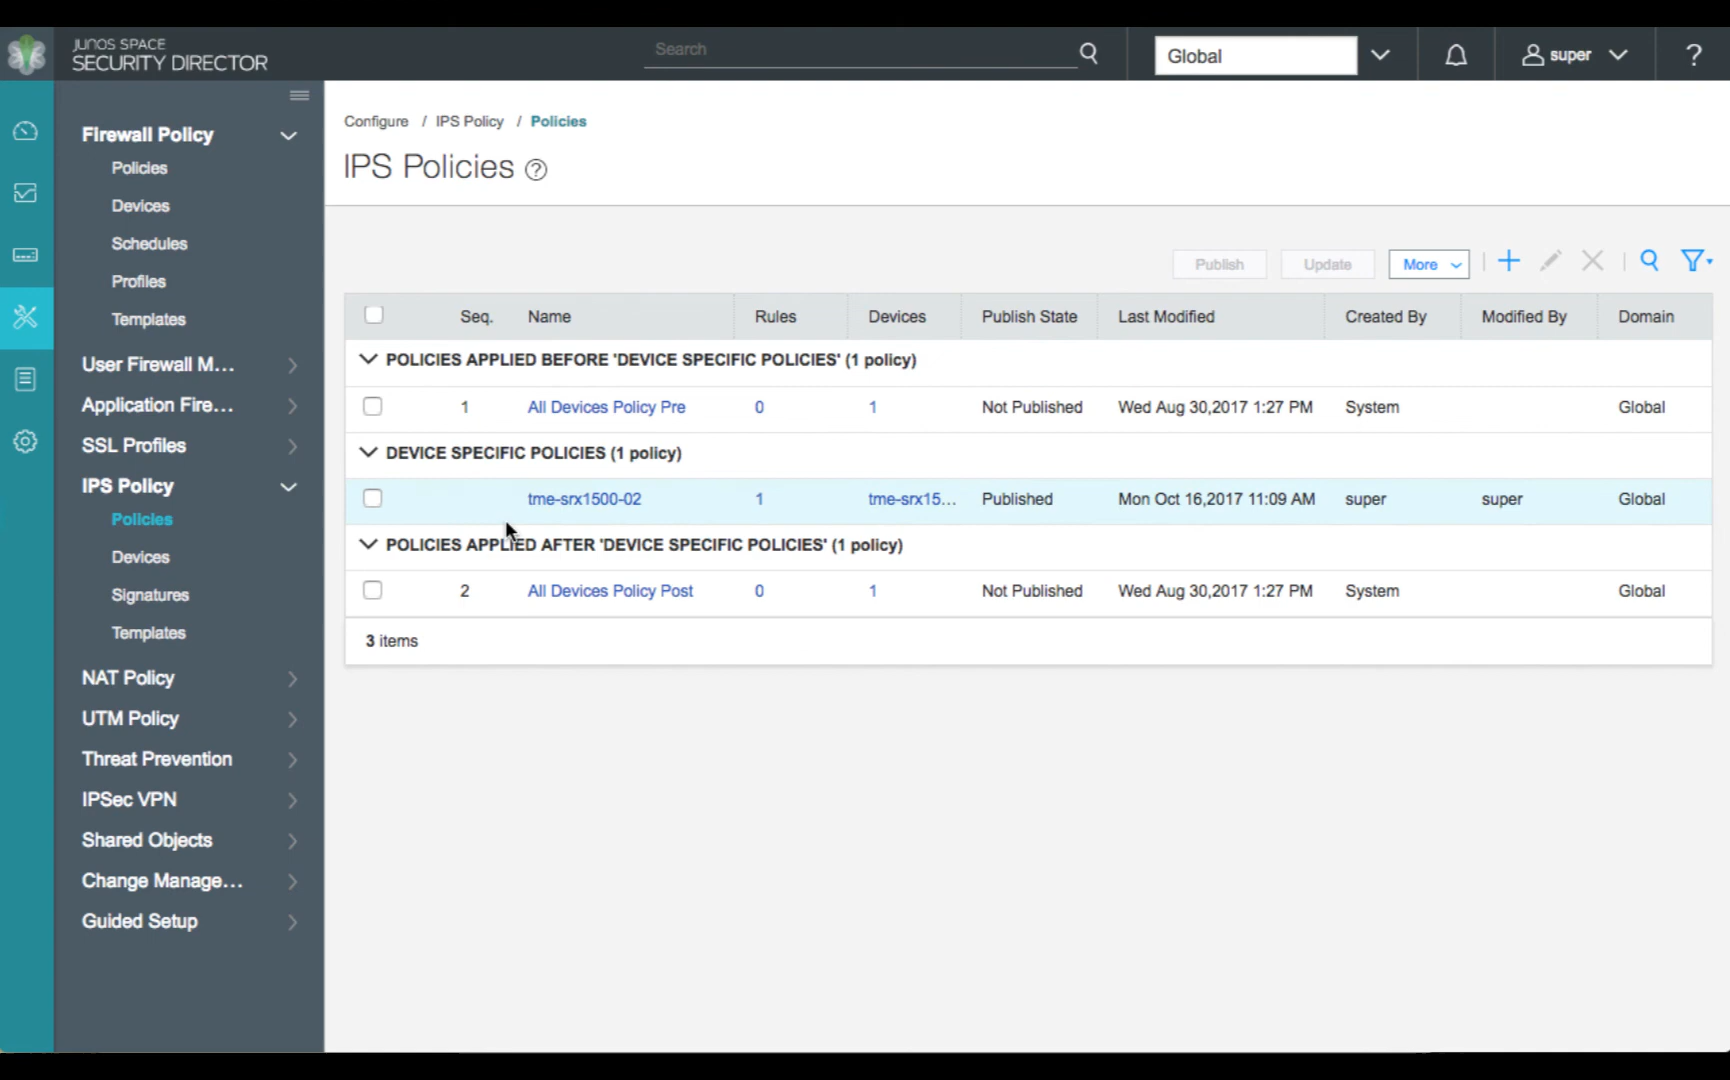 JUNOS SPACE
SECURITY DIRECTOR
Search
Global
super
?
Firewall Policy
Policies
Devices
Schedules
Profiles
Templates
User Firewall M...
Application Fire...
SSL Profiles
IPS Policy
Policies
Devices
Signatures
Templates
NAT Policy
UTM Policy
Threat Prevention
IPSec VPN
Shared Objects
Change Manage...
Guided Setup
Configure / IPS Policy / Policies
IPS Policies ?
Publish Update More
Seq. Name Rules Devices Publish State Last Modified Created By Modified By Domain
POLICIES APPLIED BEFORE 'DEVICE SPECIFIC POLICIES' (1 policy)
1 All Devices Policy Pre 0 1 Not Published Wed Aug 30,2017 1:27 PM System Global
DEVICE SPECIFIC POLICIES (1 policy)
tme-srx1500-02 1 tme-srx15... Published Mon Oct 16,2017 11:09 AM super super Global
POLICIES APPLIED AFTER 'DEVICE SPECIFIC POLICIES' (1 policy)
2 All Devices Policy Post 0 1 Not Published Wed Aug 30,2017 1:27 PM System Global
3 items